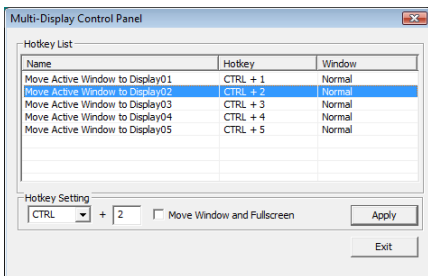 Multi-Display Control Panel
Hotkey List
Name Hotkey Window
Move Active Window to Display01 CTRL + 1 Normal
Move Active Window to Display02 CTRL + 2 Normal
Move Active Window to Display03 CTRL + 3 Normal
Move Active Window to Display04 CTRL + 4 Normal
Move Active Window to Display05 CTRL + 5 Normal
Hotkey Setting
CTRL + 2 Move Window and Fullscreen Apply
Exit